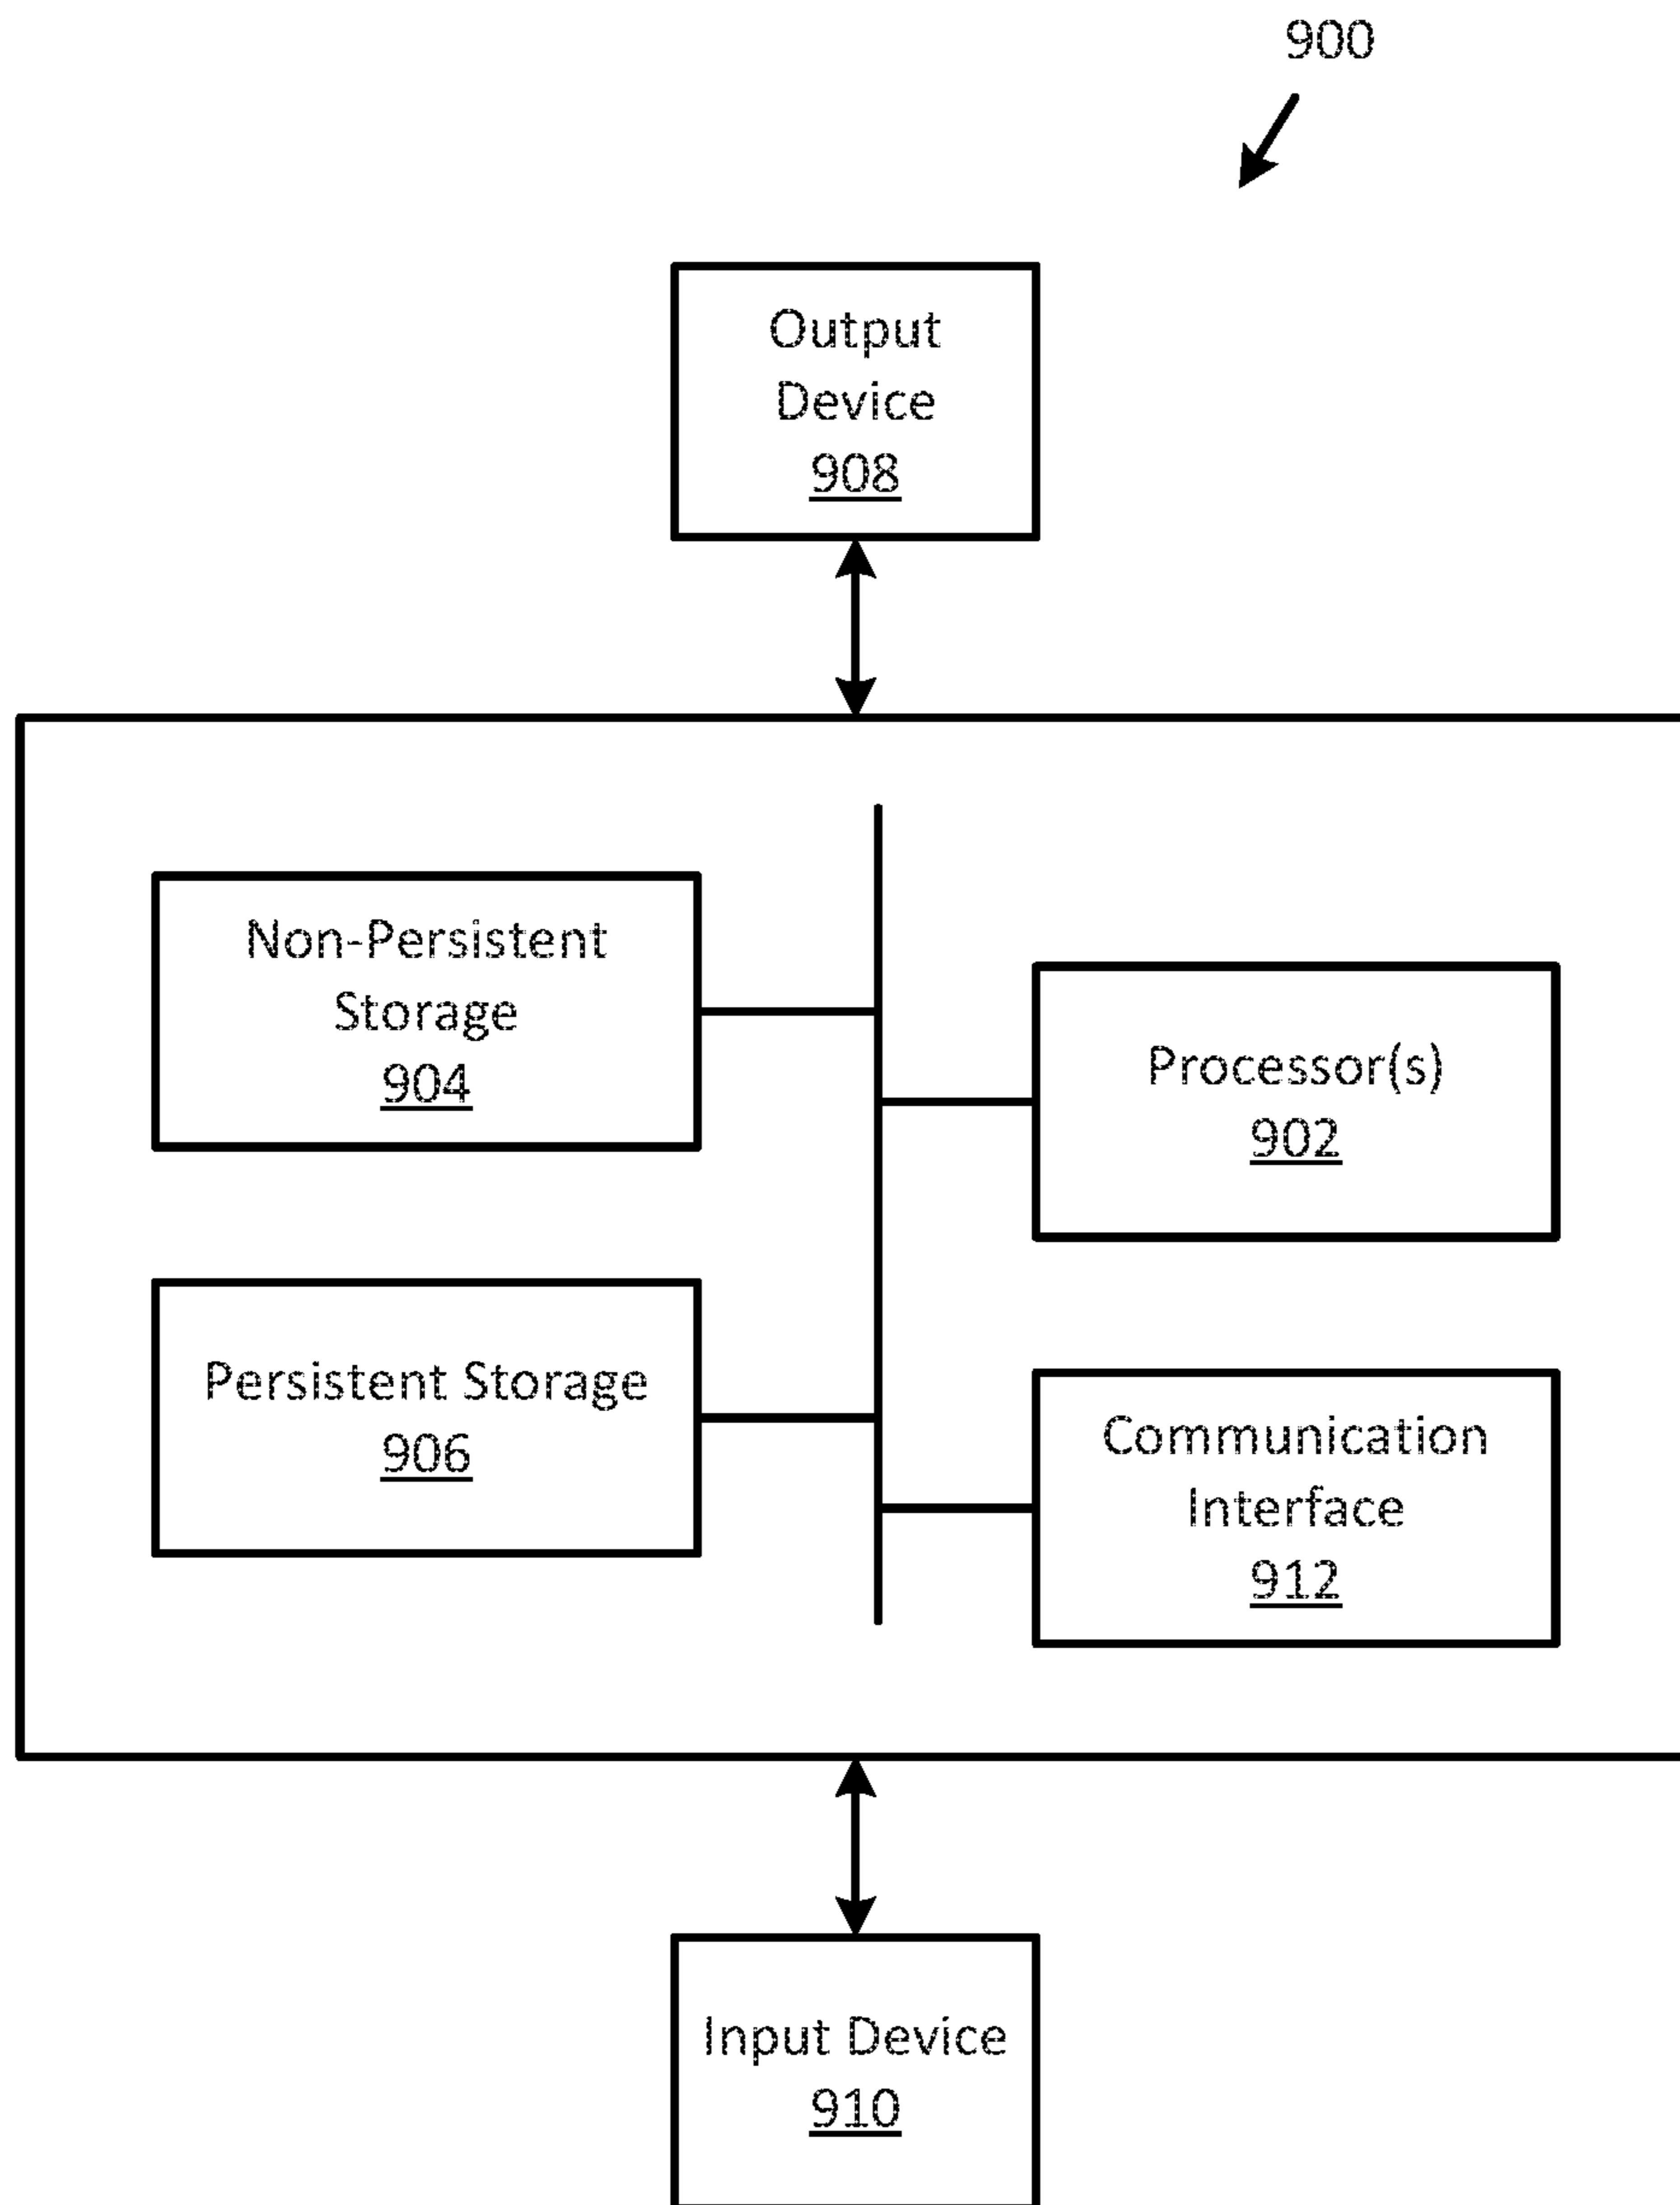 900
Output
Device
908
Non-Persistent
Storage
904
Processor(s)
902
Persistent Storage
906
Communication
Interface
912
Input Device
910